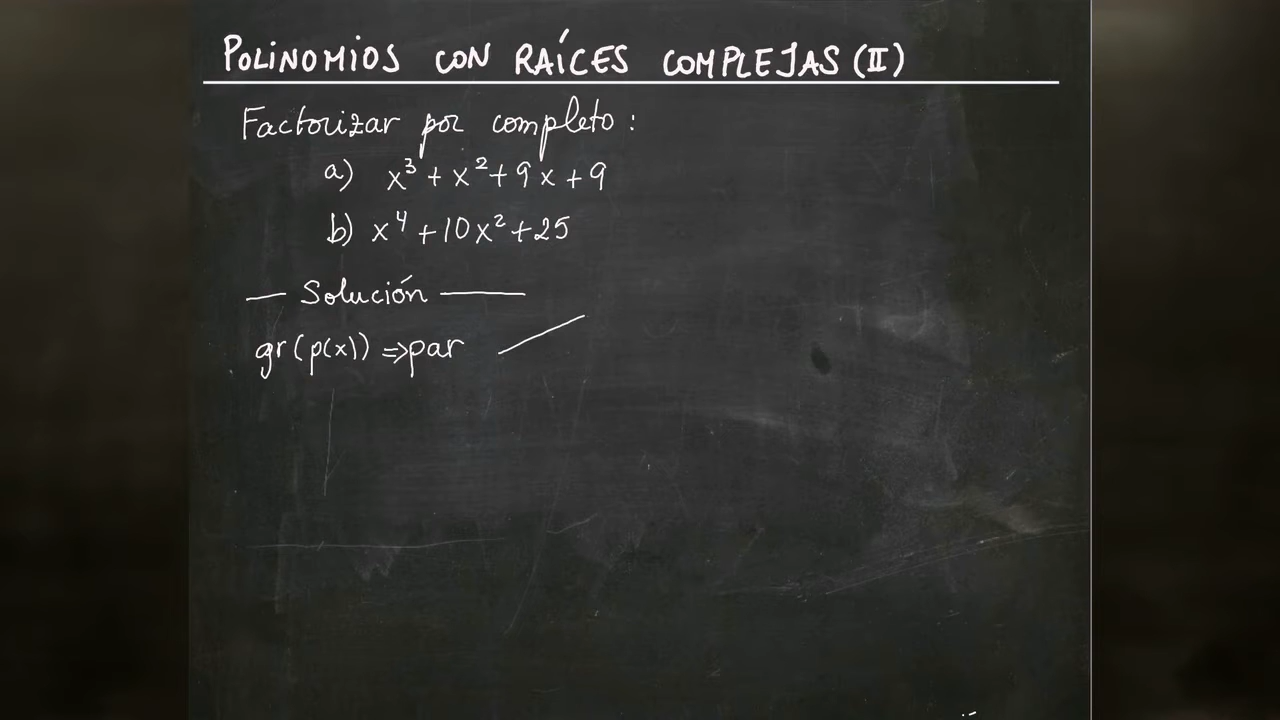 POLINOMIOS CON RAÍCES COMPLEJAS (II)
Factorizar por completo:
a) x³ + x² + 9x + 9
b) x⁴ + 10x² + 25
— Solución —
gr(p(x)) => par